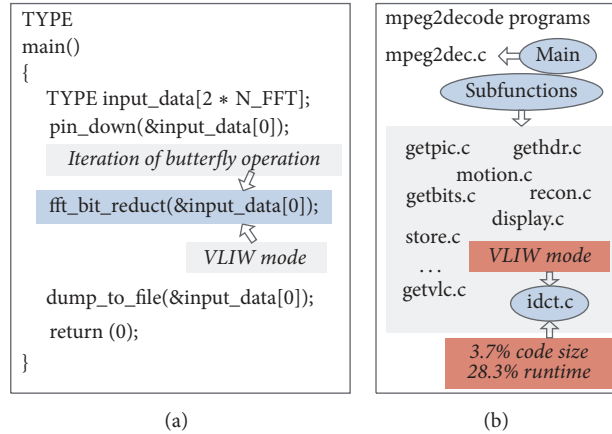 TYPE
main()
{
TYPE input_data[2 * N_FFT];
pin_down(&input_data[0]);
Iteration of butterfly operation
fft_bit_reduct(&input_data[0]);
VLIW mode
dump_to_file(&input_data[0]);
return (0);
}
(a)
mpeg2decode programs
mpeg2dec.c
Main
Subfunctions
getpic.c gethdr.c
motion.c
getbits.c recon.c
display.c
store.c
VLIW mode
...
getvlc.c
idct.c
3.7% code size
28.3% runtime
(b)